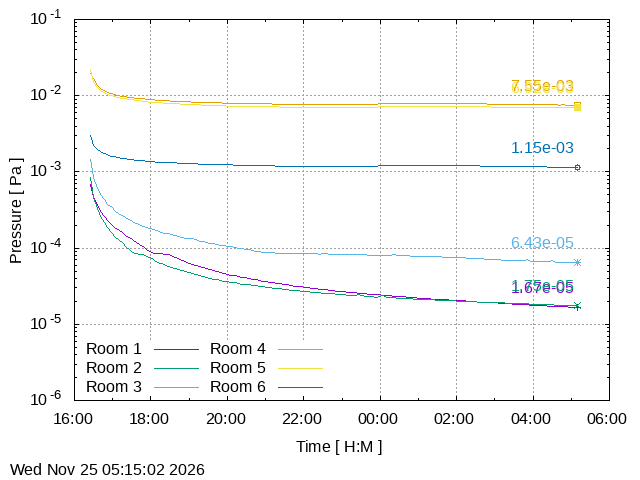 10^-1
10^-2
10^-3
10^-4
10^-5
10^-6
Pressure [ Pa ]
7.55e-03
1.15e-03
6.43e-05
1.67e-05
Room 1 Room 4
Room 2 Room 5
Room 3 Room 6
16:00 18:00 20:00 22:00 00:00 02:00 04:00 06:00
Time [ H:M ]
Wed Nov 25 05:15:02 2026